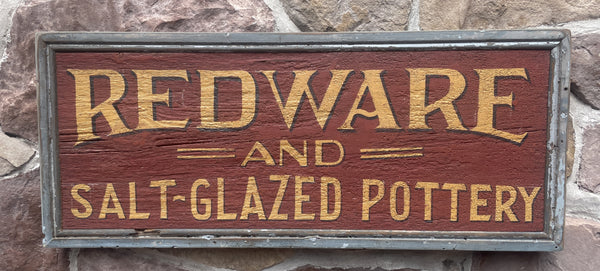 REDWARE
AND
SALT-GLAZED POTTERY